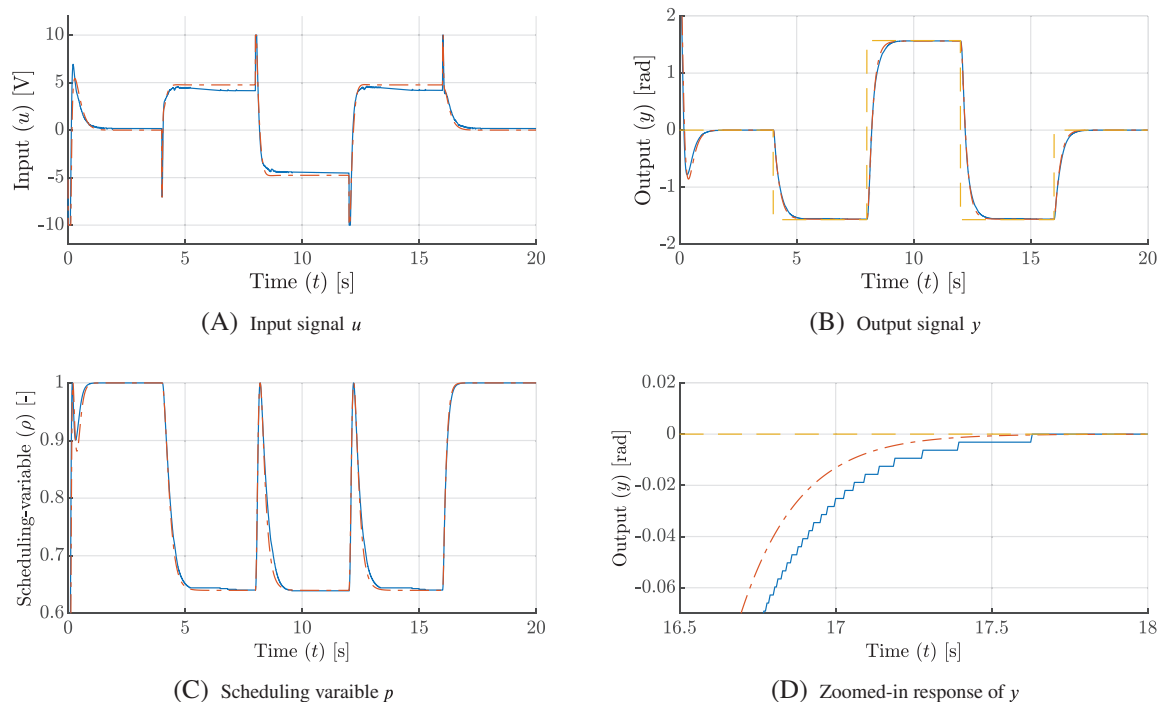 10
5
0
-5
-10
Input (u) [V]
0 5 10 15 20
Time (t) [s]
(A) Input signal u
2
1
0
-1
-2
Output (y) [rad]
0 5 10 15 20
Time (t) [s]
(B) Output signal y
1
0.9
0.8
0.7
0.6
Scheduling-variable (ρ) [-]
0 5 10 15 20
Time (t) [s]
(C) Scheduling varaible p
0.02
0
-0.02
-0.04
-0.06
Output (y) [rad]
16.5 17 17.5 18
Time (t) [s]
(D) Zoomed-in response of y